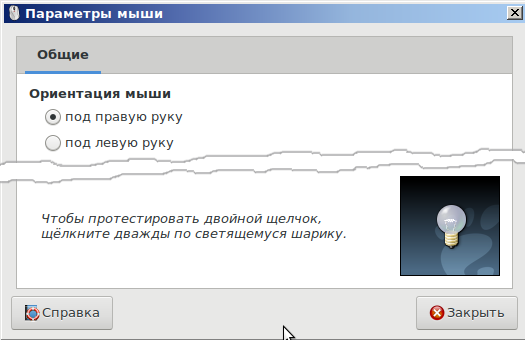 Параметры мыши
Общие
Ориентация мыши
под правую руку
под левую руку
Чтобы протестировать двойной щелчок,
щёлкните дважды по светящемуся шарику.
Справка
Закрыть